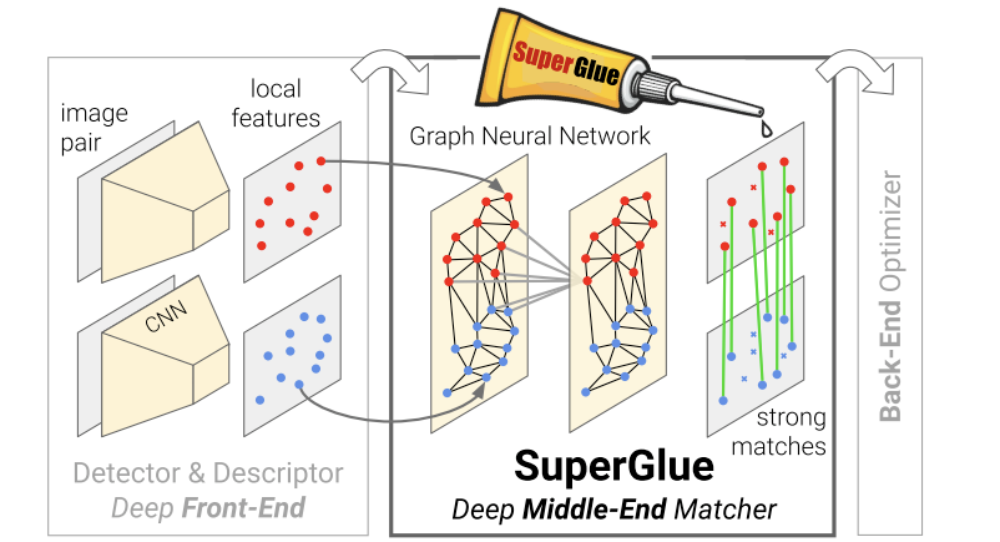 image
pair
local
features
CNN
Detector & Descriptor
Deep Front-End
SuperGlue
Graph Neural Network
strong
matches
SuperGlue
Deep Middle-End Matcher
Back-End Optimizer